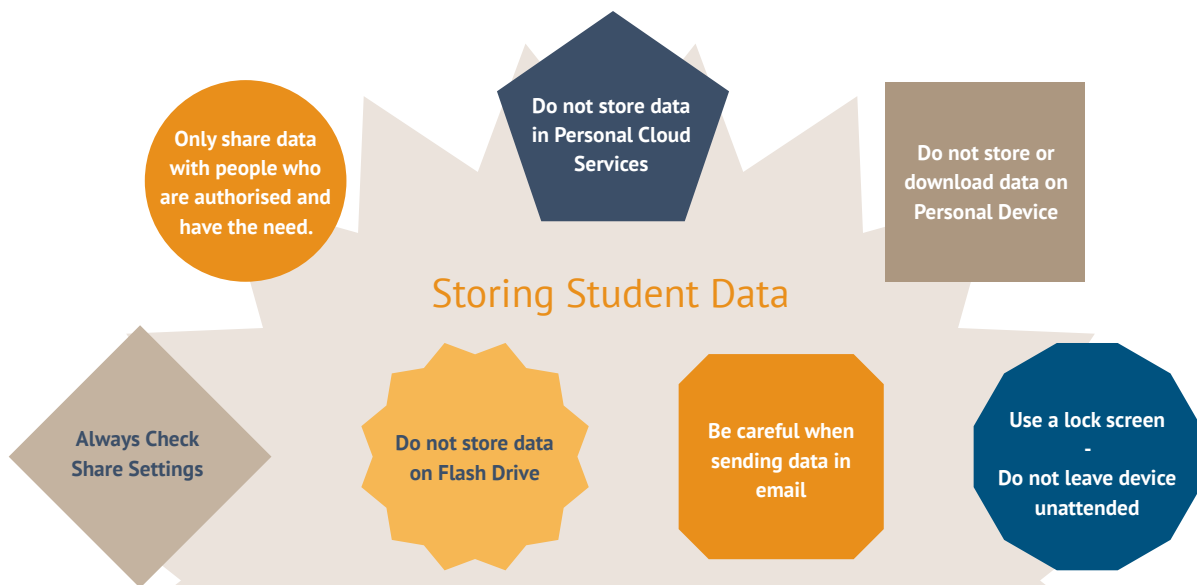 Do not store data
in Personal Cloud
Services
Only share data
with people who
are authorised and
have the need.
Do not store or
download data on
Personal Device
Storing Student Data
Always Check
Share Settings
Do not store data
on Flash Drive
Be careful when
sending data in
email
Use a lock screen
-
Do not leave device
unattended